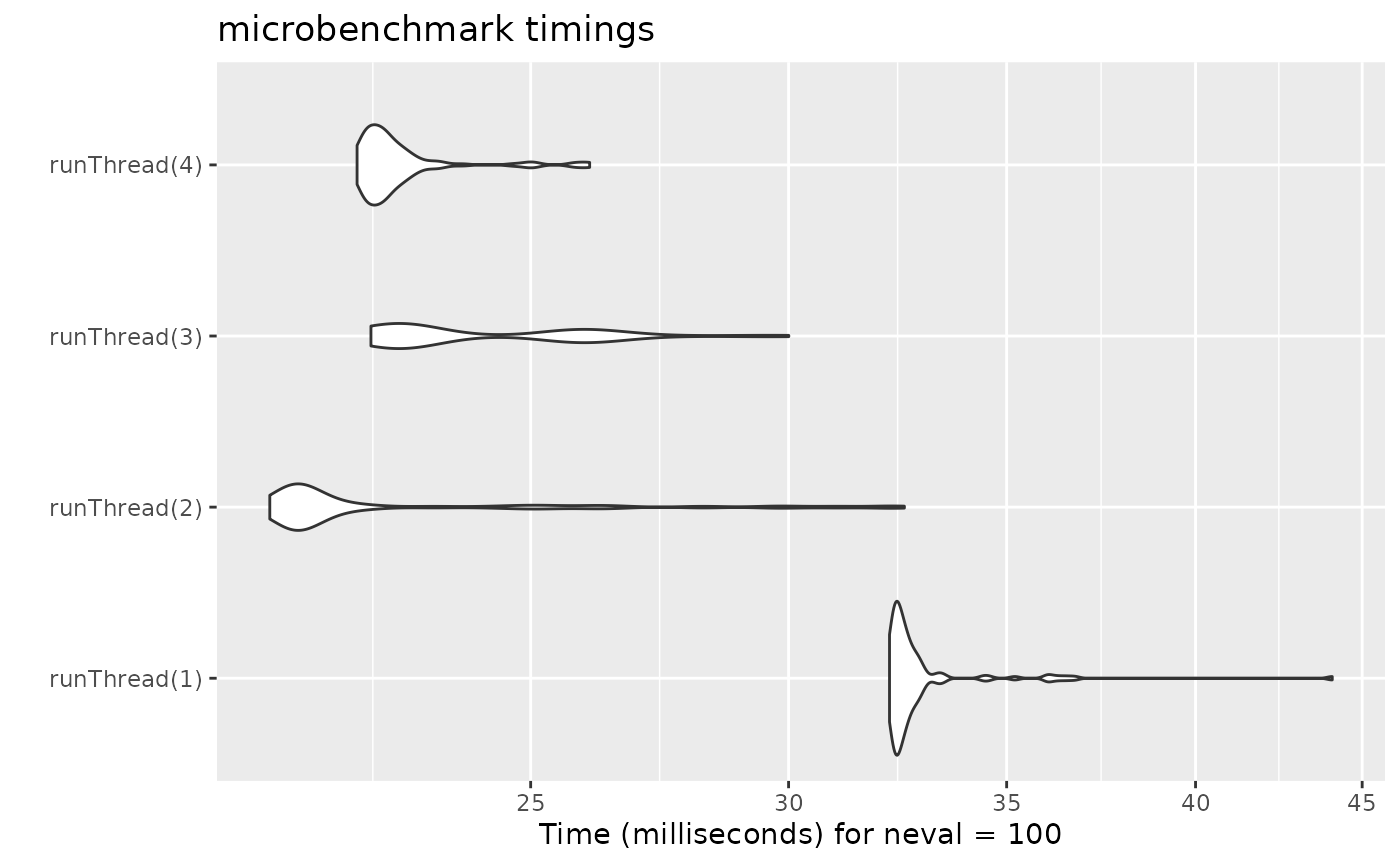 microbenchmark timings
runThread(4)
runThread(3)
runThread(2)
runThread(1)
25 30 35 40 45
Time (milliseconds) for neval = 100